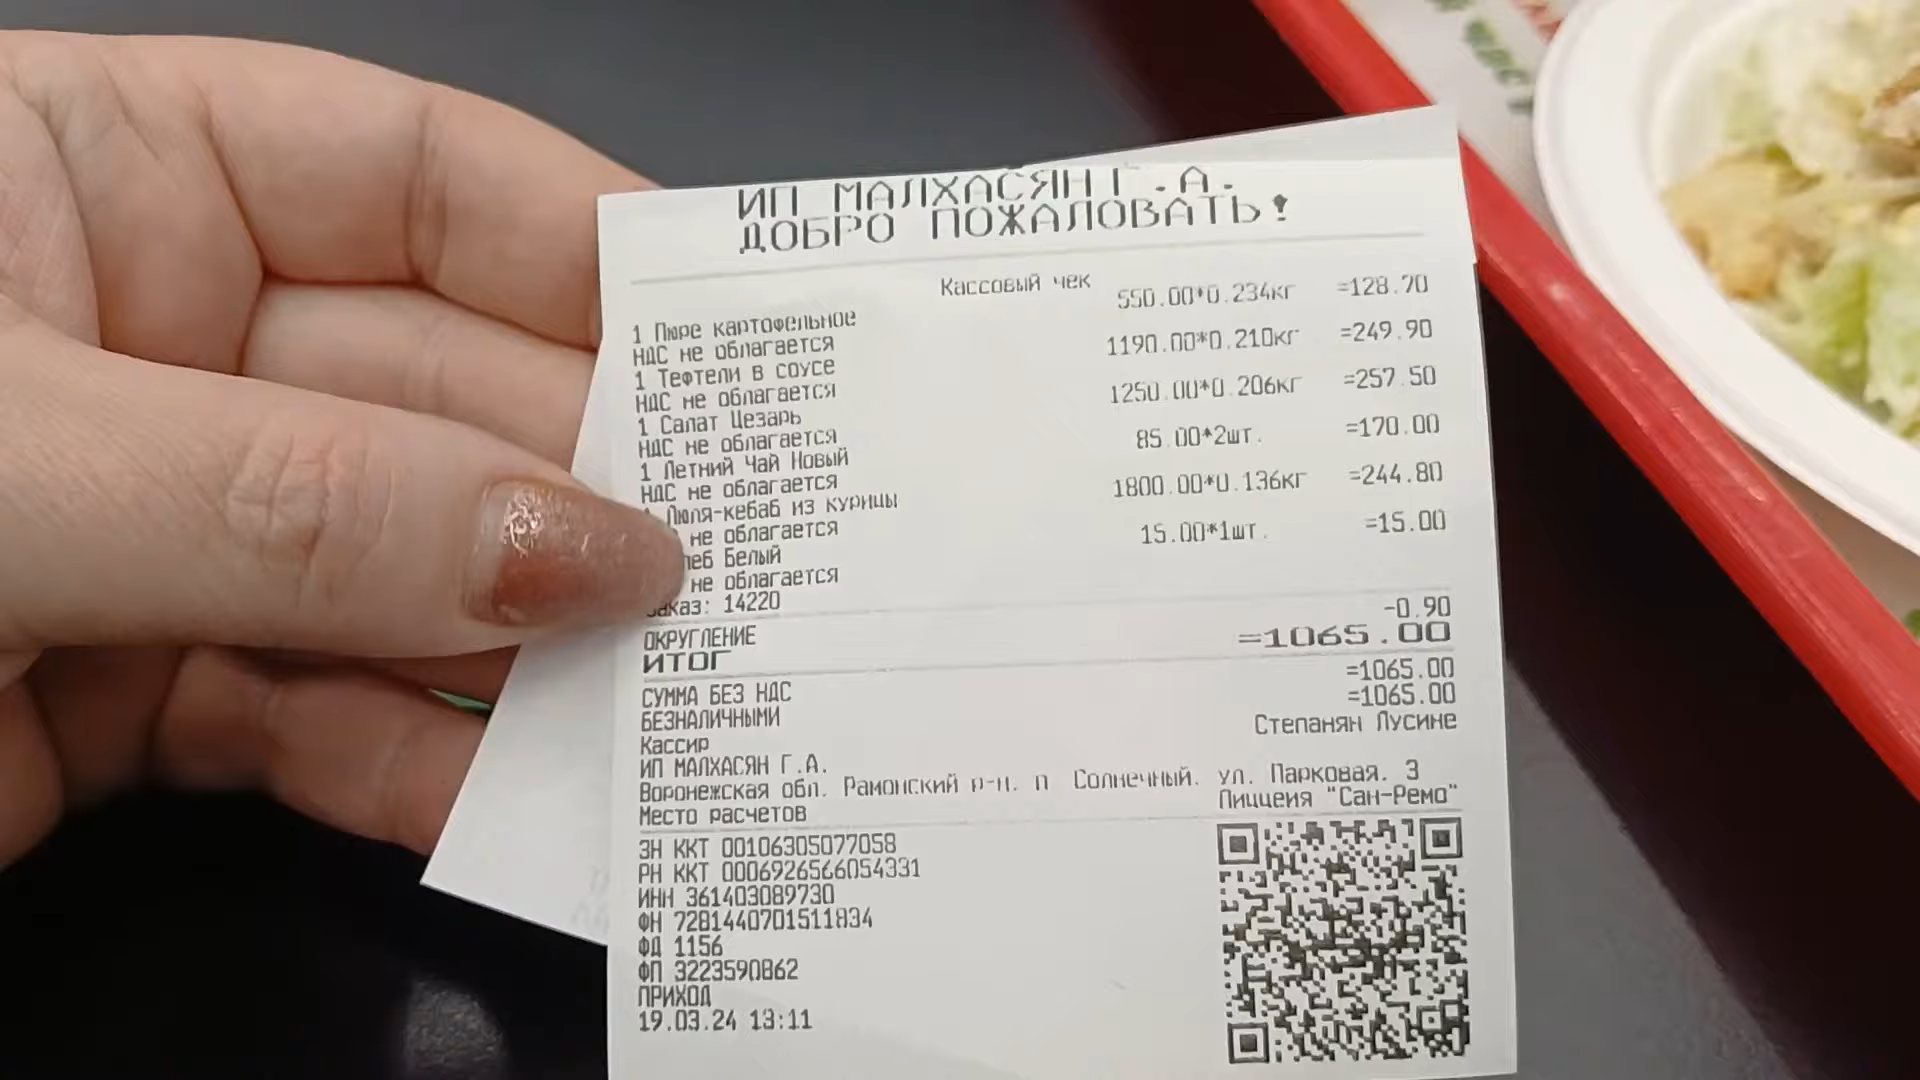 ИП МАЛХАСЯН Г.А.
ДОБРО ПОЖАЛОВАТЬ!
Кассовый чек
1 Пюре картофельное 550.00*0.234кг =128.70
НДС не облагается
1 Тефтели в соусе 1190.00*0.210кг =249.90
НДС не облагается
1 Салат Цезарь 1250.00*0.206кг =257.50
НДС не облагается
1 Летний Чай Новый 85.00*2шт. =170.00
НДС не облагается
Люля-кебаб из курицы 1800.00*0.136кг =244.80
не облагается
леб Белый 15.00*1шт. =15.00
не облагается
аказ: 14220
ОКРУГЛЕНИЕ -0.90
ИТОГ =1065.00
СУММА БЕЗ НДС =1065.00
БЕЗНАЛИЧНЫМИ =1065.00
Кассир Степанян Лусине
ИП МАЛХАСЯН Г.А.
Воронежская обл. Рамонский р-н. п Солнечный. ул. Парковая. 3
Место расчетов Пиццеия "Сан-Ремо"
ЗН ККТ 00106305077058
РН ККТ 0006926566054331
ИНН 361403089730
ФН 7281440701511834
ФД 1156
ФП 3223590862
ПРИХОД
19.03.24 13:11